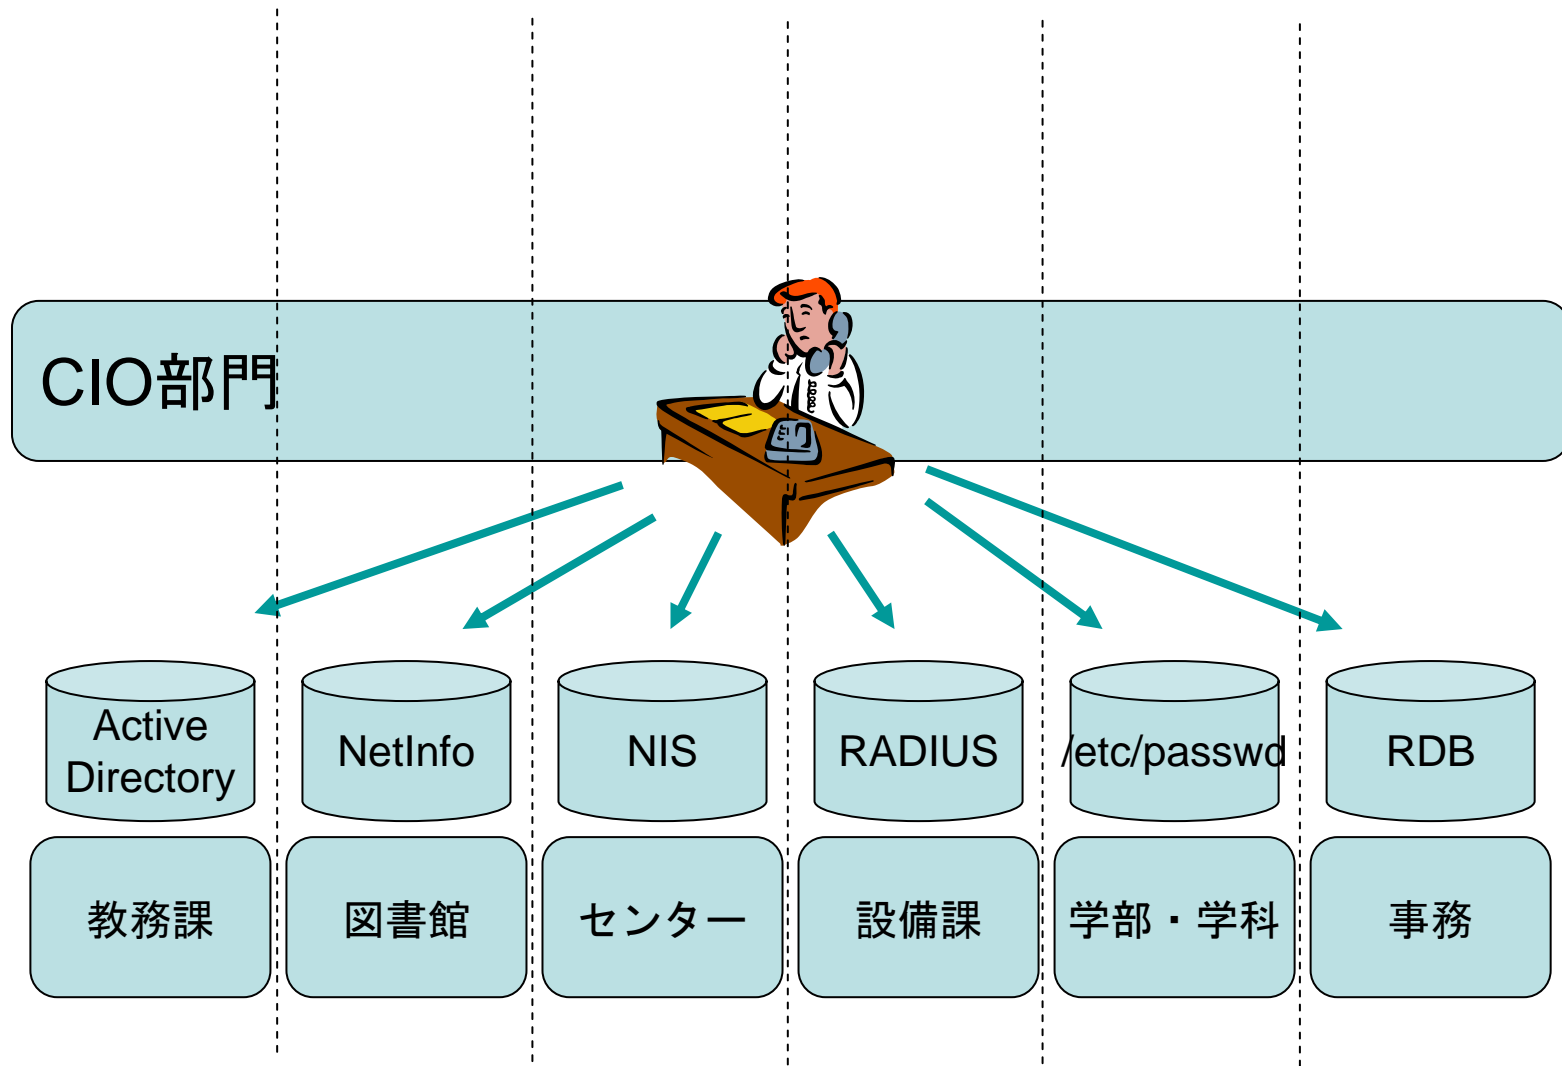 CIO部門
Active
Directory
NetInfo
NIS
RADIUS
/etc/passwd
RDB
教務課
図書館
センター
設備課
学部・学科
事務